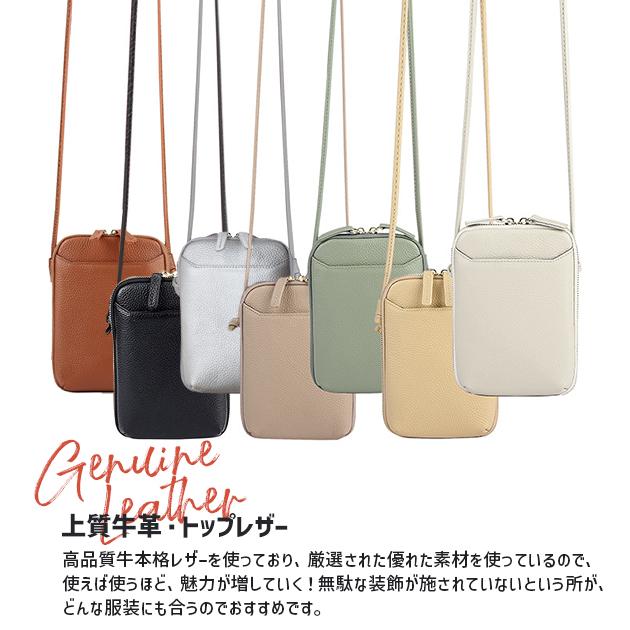 Genuine
Leather
上質牛革・トップレザー
高品質牛本格レザーを使っており、厳選された優れた素材を使っているので、
使えば使うほど、魅力が増していく！無駄な装飾が施されていないという所が、
どんな服装にも合うのでおすすめです。